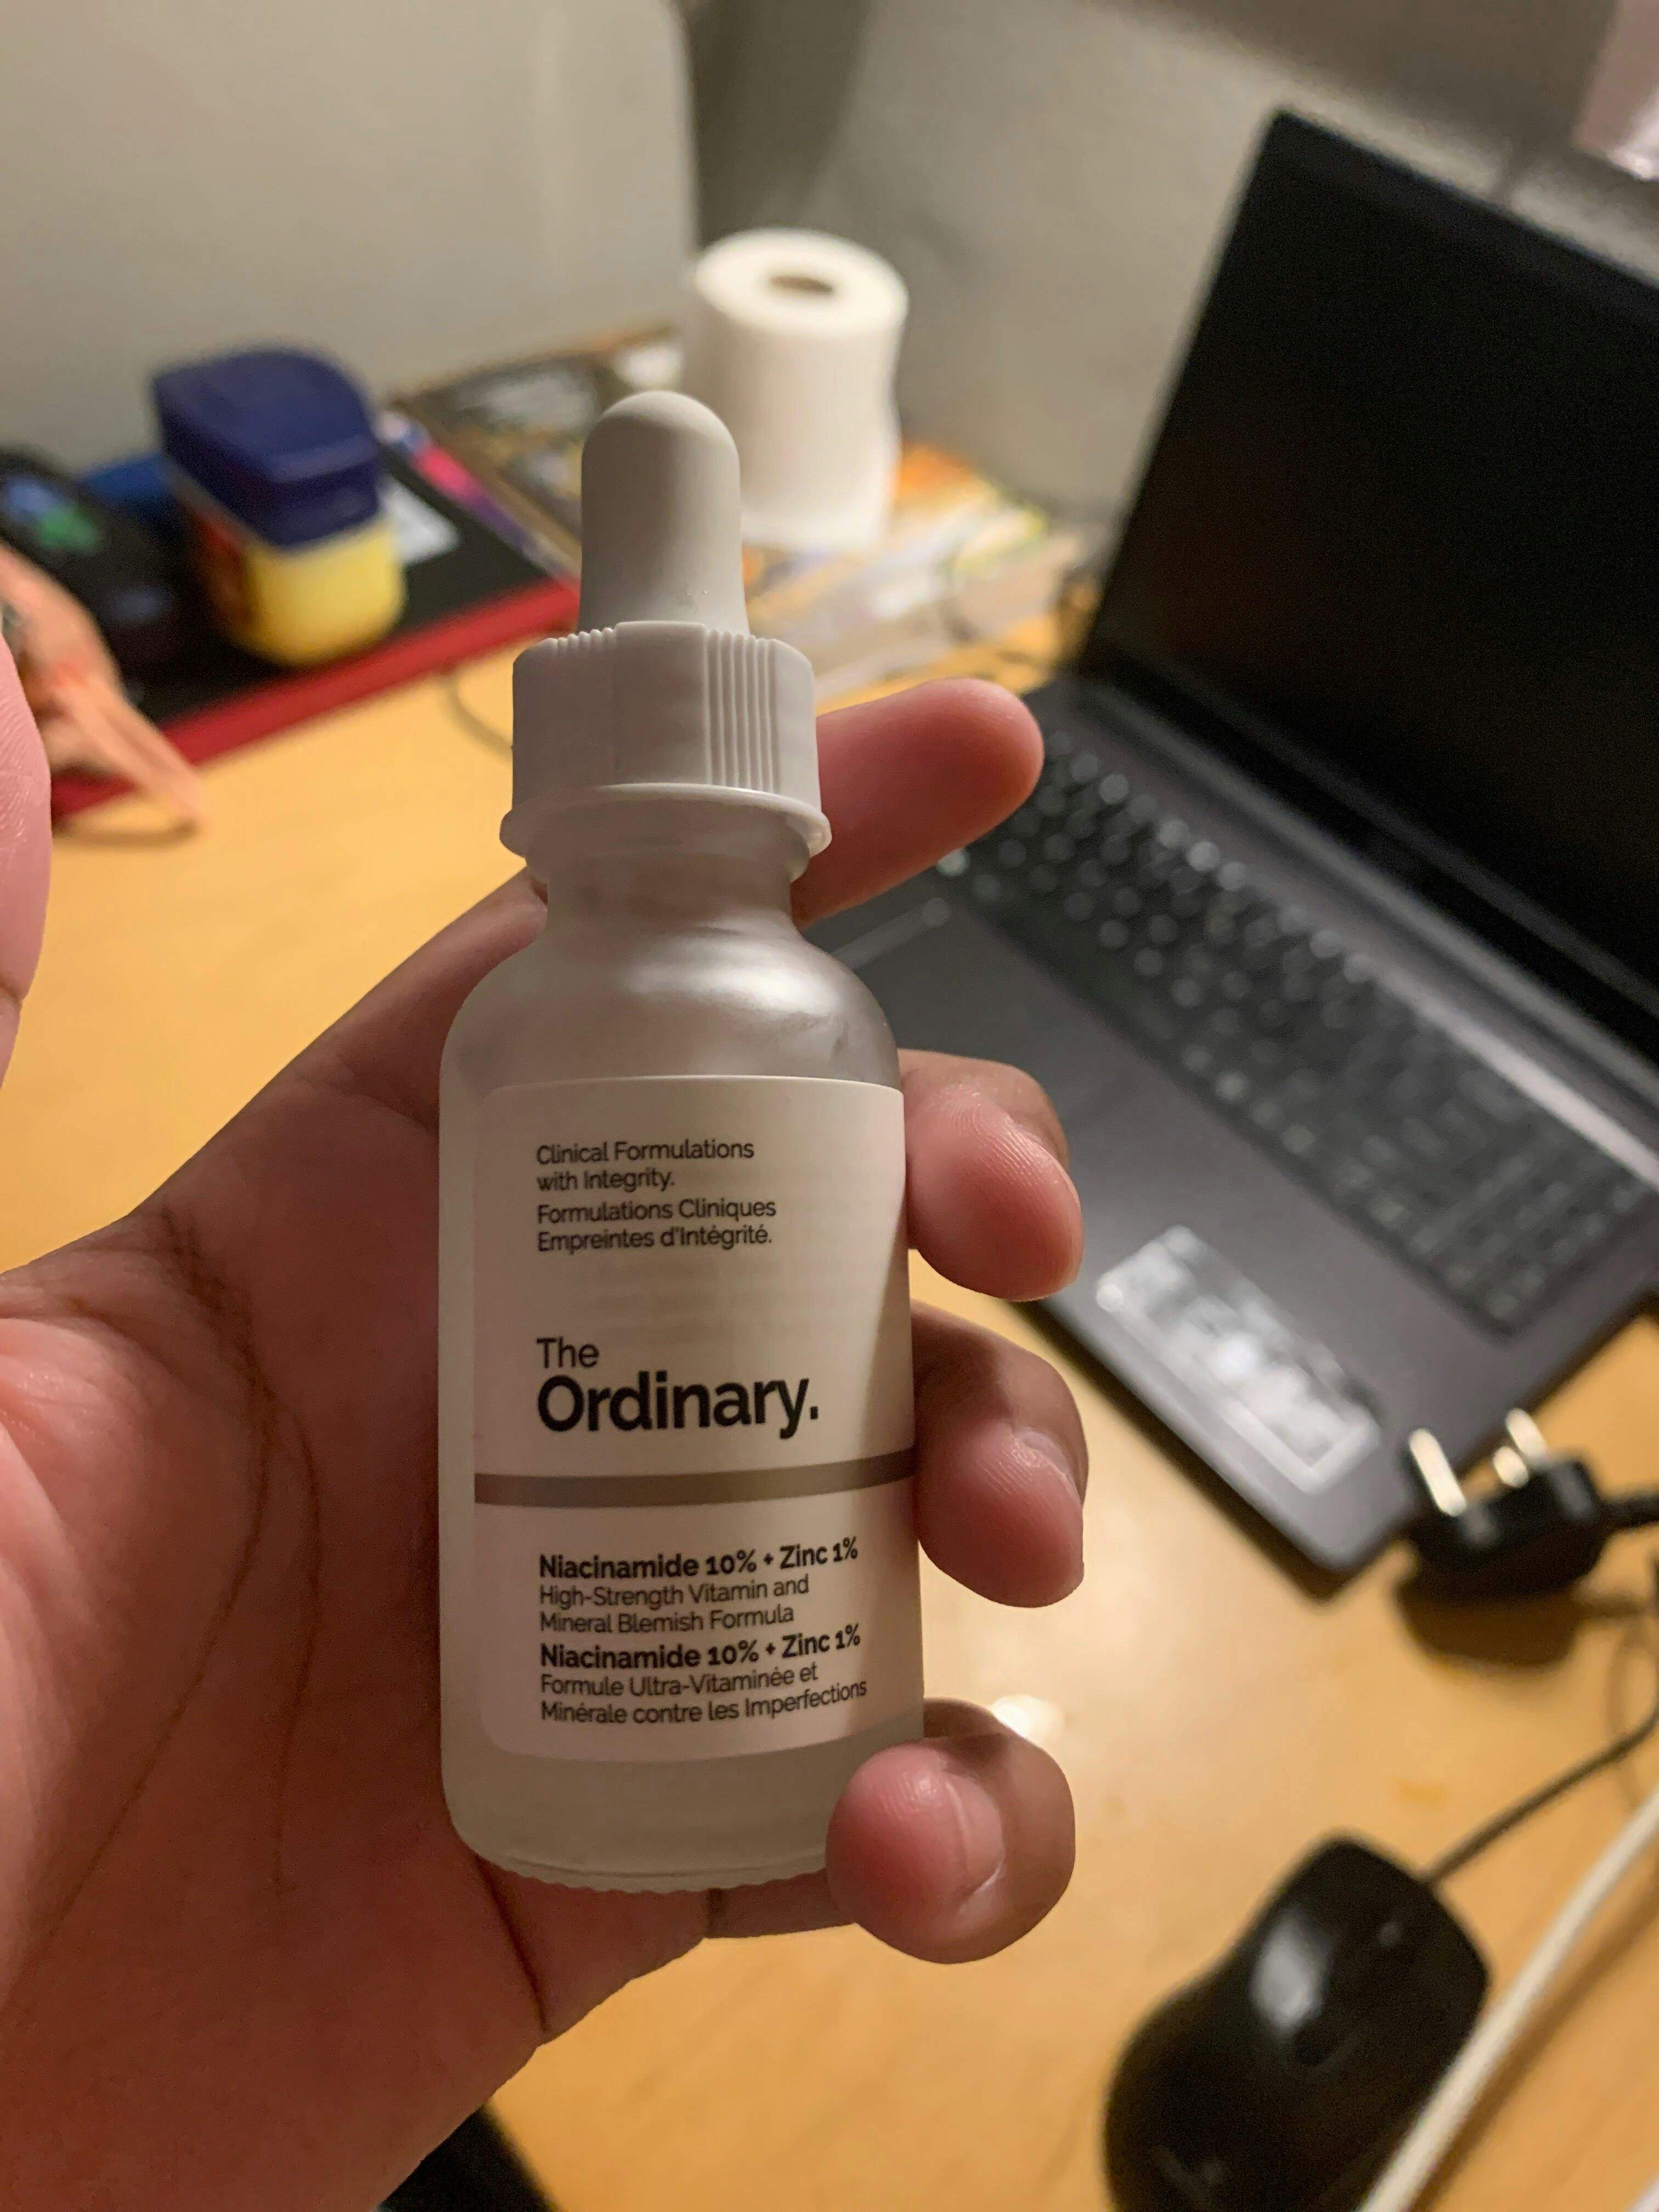 Clinical Formulations
with Integrity.
Formulations Cliniques
Empreintes d'Intégrité.
The
Ordinary.
Niacinamide 10% + Zinc 1%
High-Strength Vitamin and
Mineral Blemish Formula
Niacinamide 10% + Zinc 1%
Formule Ultra-Vitaminée et
Minérale contre les Imperfections